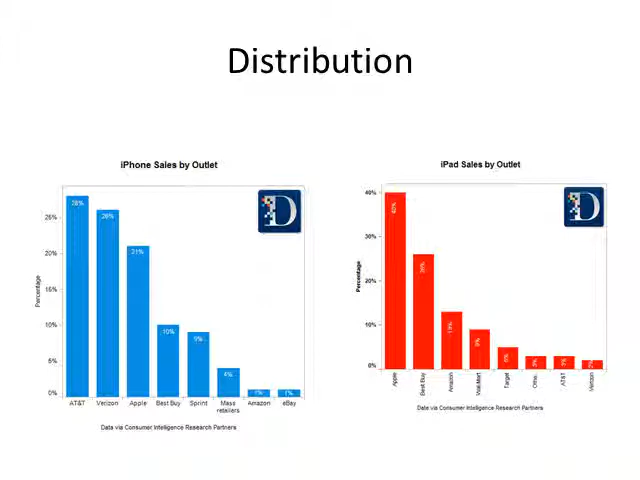 Distribution
iPhone Sales by Outlet
D
Percentage
25%
20%
15%
10%
5%
0%
28%
26%
21%
10%
9%
4%
1%
1%
AT&T Verizon Apple Best Buy Sprint Mass retailers Amazon eBay
Data via Consumer Intelligence Research Partners
iPad Sales by Outlet
D
Percentage
40%
30%
20%
10%
0%
40%
26%
13%
9%
5%
3%
3%
2%
Apple Best Buy Amazon Wal-Mart Target AT&T Verizon
Data via Consumer Intelligence Research Partners